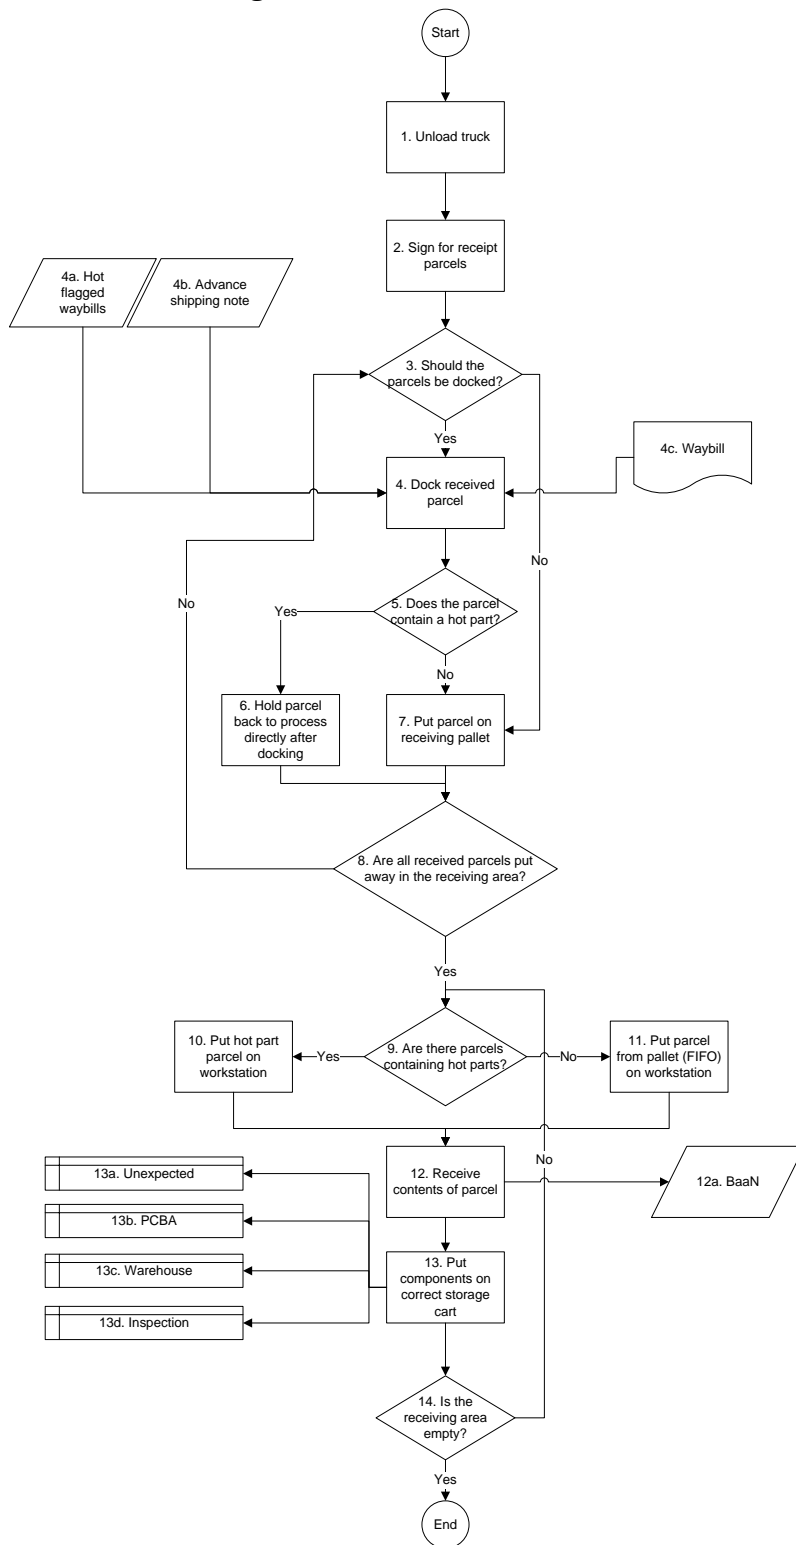 Start
1. Unload truck
2. Sign for receipt
parcels
4a. Hot
flagged
waybills
4b. Advance
shipping note
3. Should the
parcels be docked?
Yes
4c. Waybill
4. Dock received
parcel
No
5. Does the parcel
contain a hot part?
No
Yes
No
6. Hold parcel
back to process
directly after
docking
7. Put parcel on
receiving pallet
8. Are all received parcels put
away in the receiving area?
Yes
10. Put hot part
parcel on
workstation
Yes
9. Are there parcels
containing hot parts?
No
11. Put parcel
from pallet (FIFO)
on workstation
13a. Unexpected
12. Receive
contents of parcel
No
12a. BaaN
13b. PCBA
13c. Warehouse
13. Put
components on
correct storage
cart
13d. Inspection
14. Is the
receiving area
empty?
Yes
End